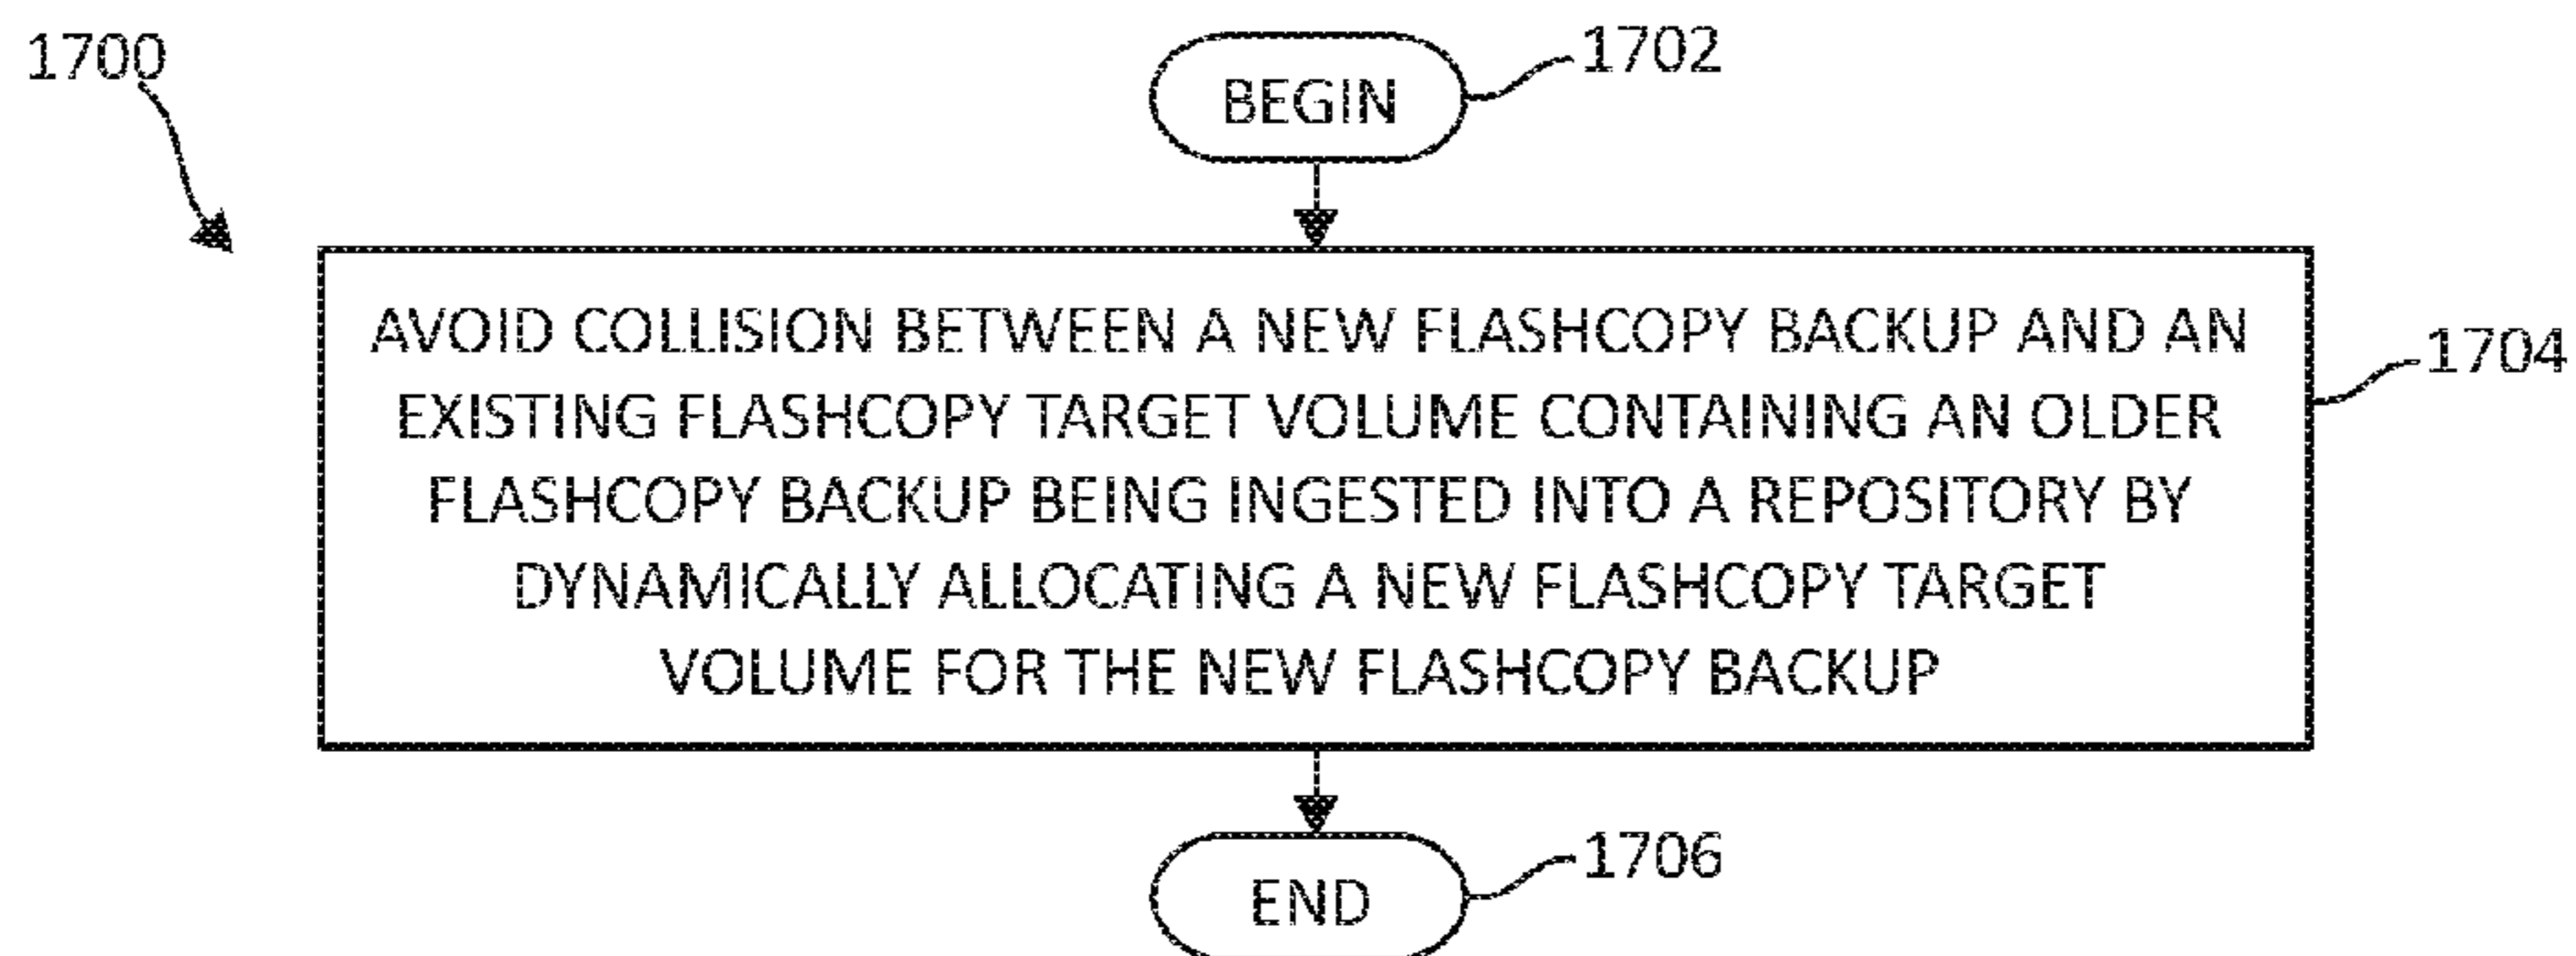 1700
BEGIN
1702
AVOID COLLISION BETWEEN A NEW FLASHCOPY BACKUP AND AN
EXISTING FLASHCOPY TARGET VOLUME CONTAINING AN OLDER
FLASHCOPY BACKUP BEING INGESTED INTO A REPOSITORY BY
DYNAMICALLY ALLOCATING A NEW FLASHCOPY TARGET
VOLUME FOR THE NEW FLASHCOPY BACKUP
1704
END
1706